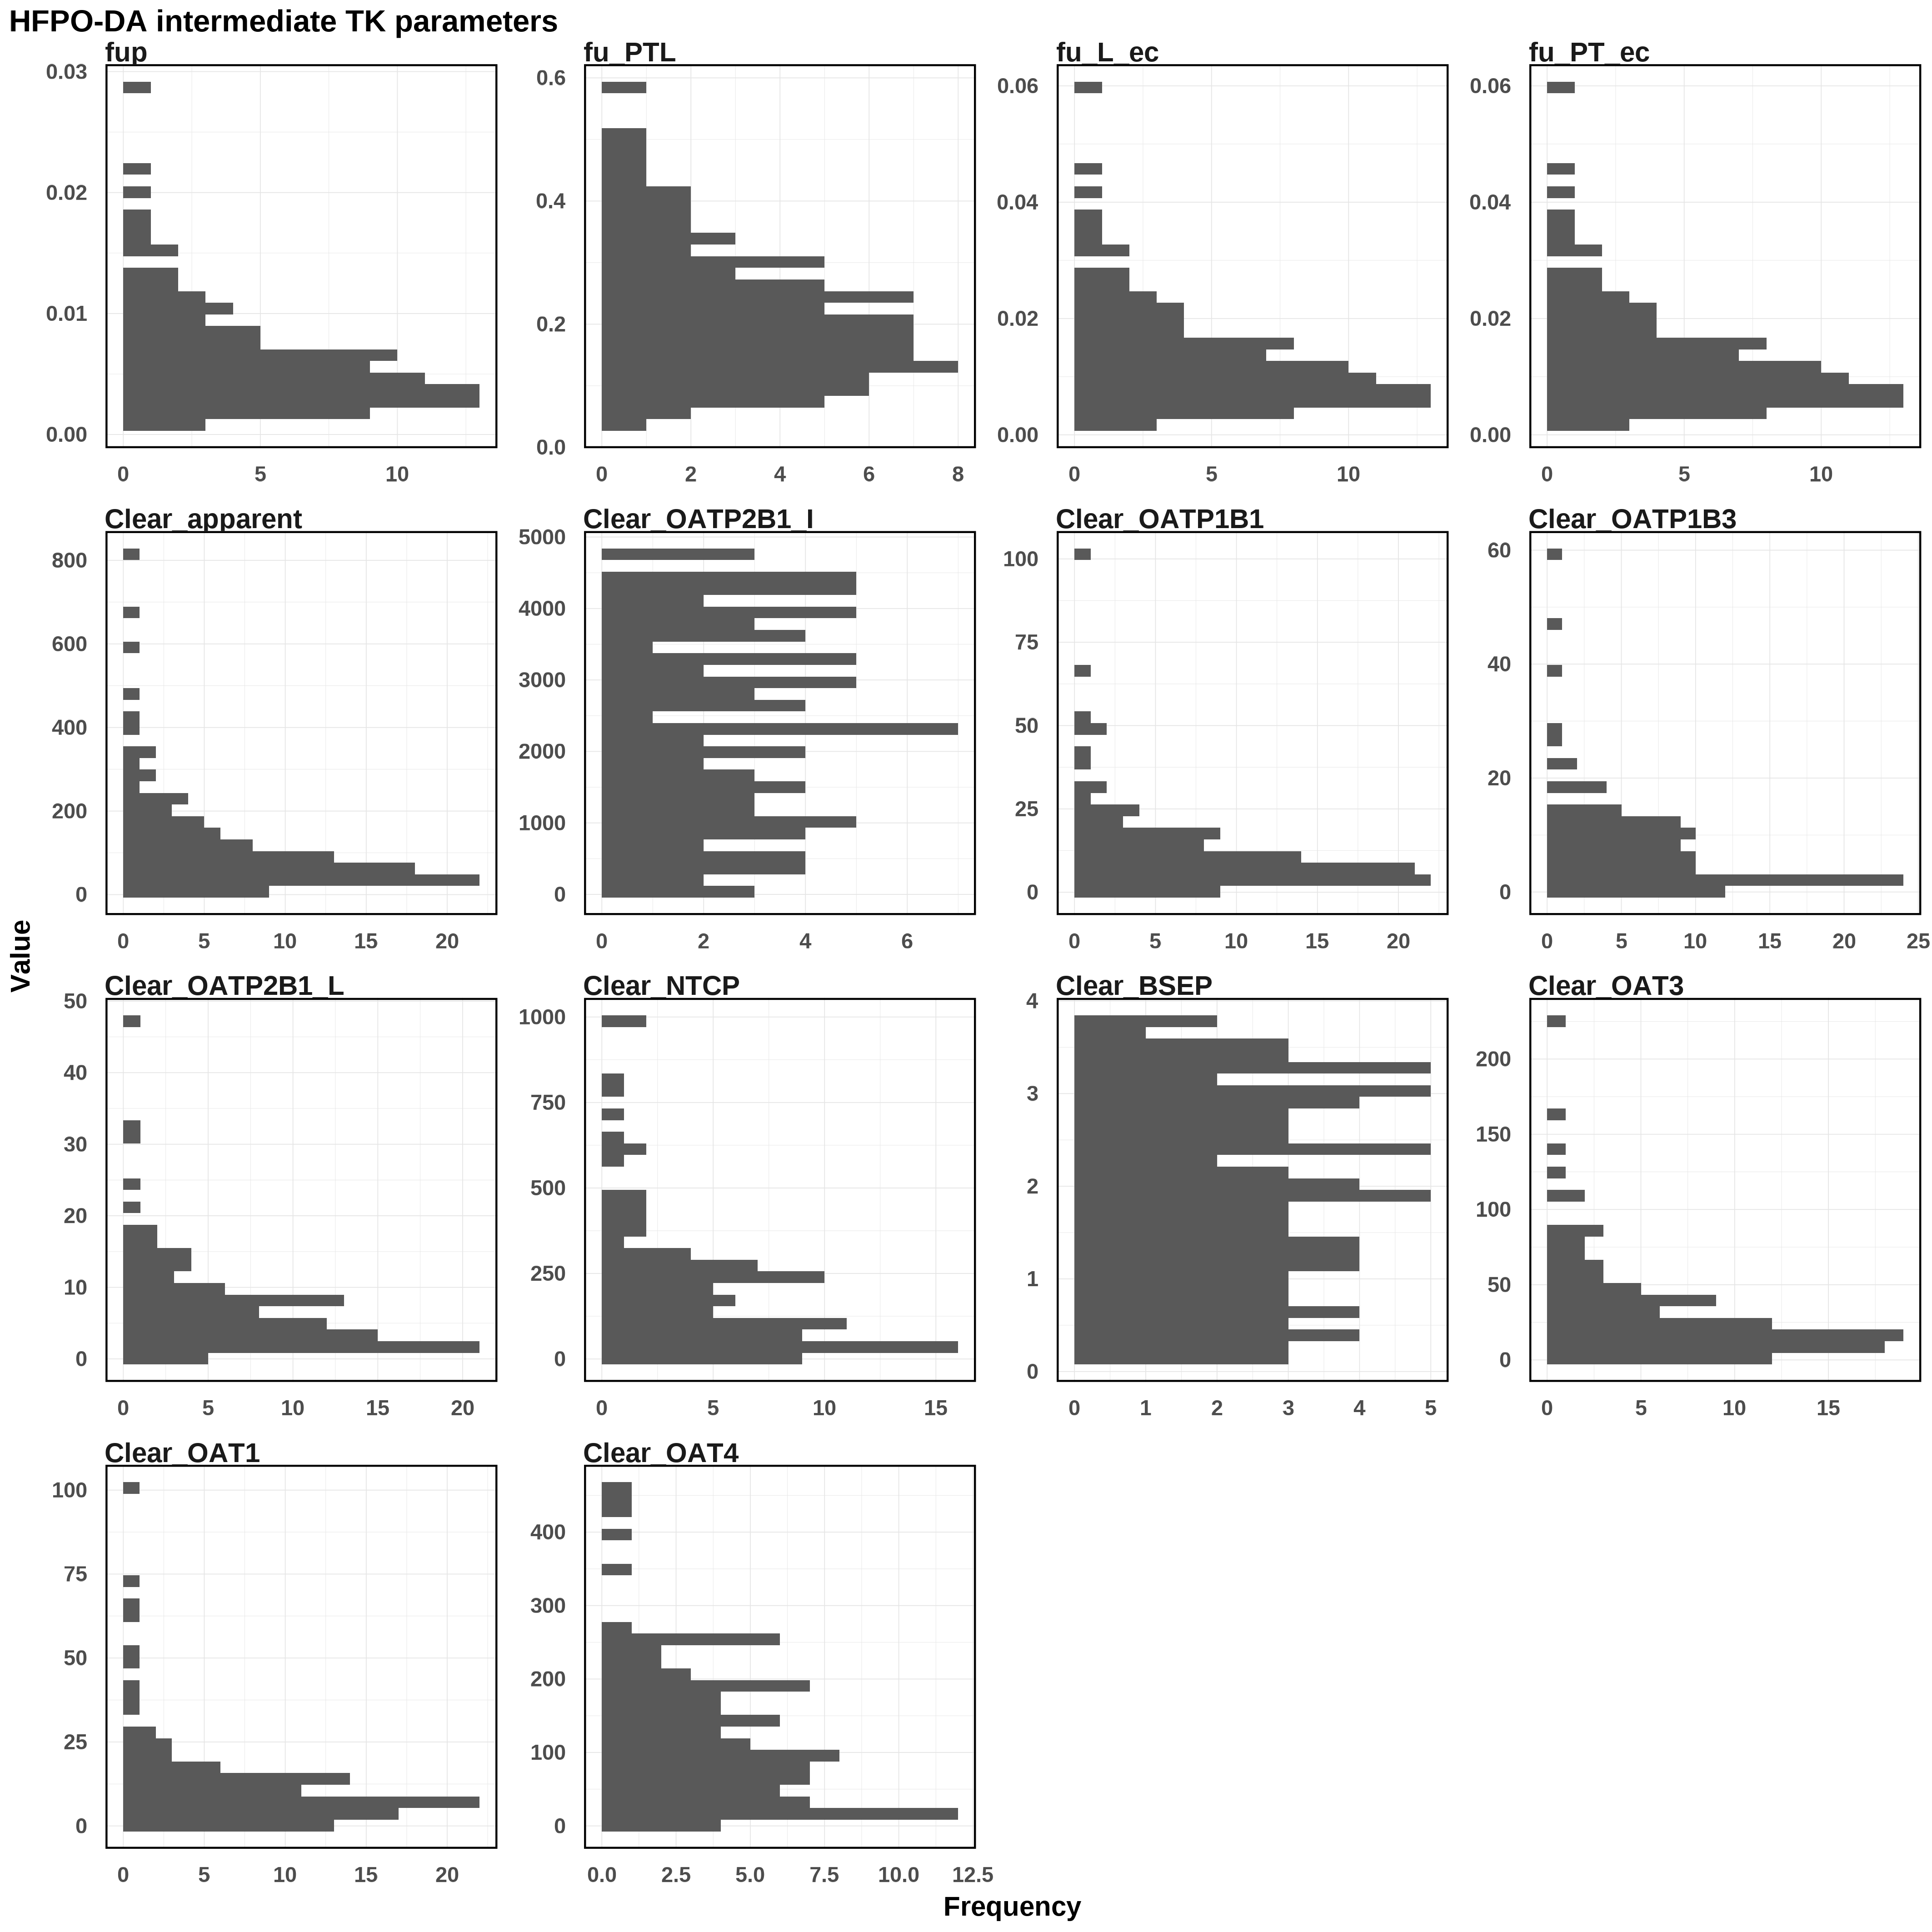 HFPO-DA intermediate TK parameters
fup
fu_PTL
fu_L_ec
fu_PT_ec
0.03
0.02
0.01
0.00
0.6
0.4
0.2
0.0
0.06
0.04
0.02
0.00
0.06
0.04
0.02
0.00
0 5 10
0 2 4 6 8
0 5 10
0 5 10
Clear_apparent
Clear_OATP2B1_I
Clear_OATP1B1
Clear_OATP1B3
800
600
400
200
0
5000
4000
3000
2000
1000
0
100
75
50
25
0
60
40
20
0
0 5 10 15 20
0 2 4 6
0 5 10 15 20
0 5 10 15 20 25
Value
Clear_OATP2B1_L
Clear_NTCP
Clear_BSEP
Clear_OAT3
50
40
30
20
10
0
1000
750
500
250
0
4
3
2
1
0
200
150
100
50
0
0 5 10 15 20
0 5 10 15
0 1 2 3 4 5
0 5 10 15
Clear_OAT1
Clear_OAT4
100
75
50
25
0
400
300
200
100
0
0 5 10 15 20
0.0 2.5 5.0 7.5 10.0 12.5
Frequency